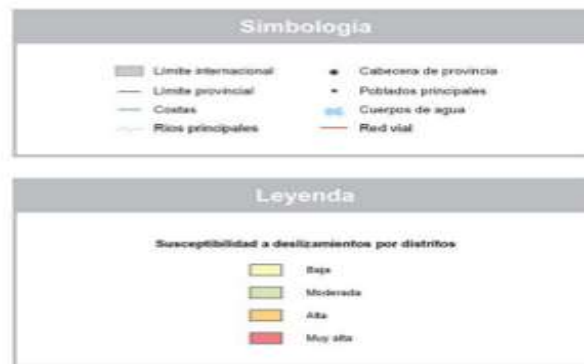 Simbología
Límite internacional
Cabecera de provincia
Límite provincial
Poblados principales
Costas
Cuerpos de agua
Ríos principales
Red vial
Leyenda
Susceptibilidad a deslizamientos por distritos
Baja
Moderada
Alta
Muy alta